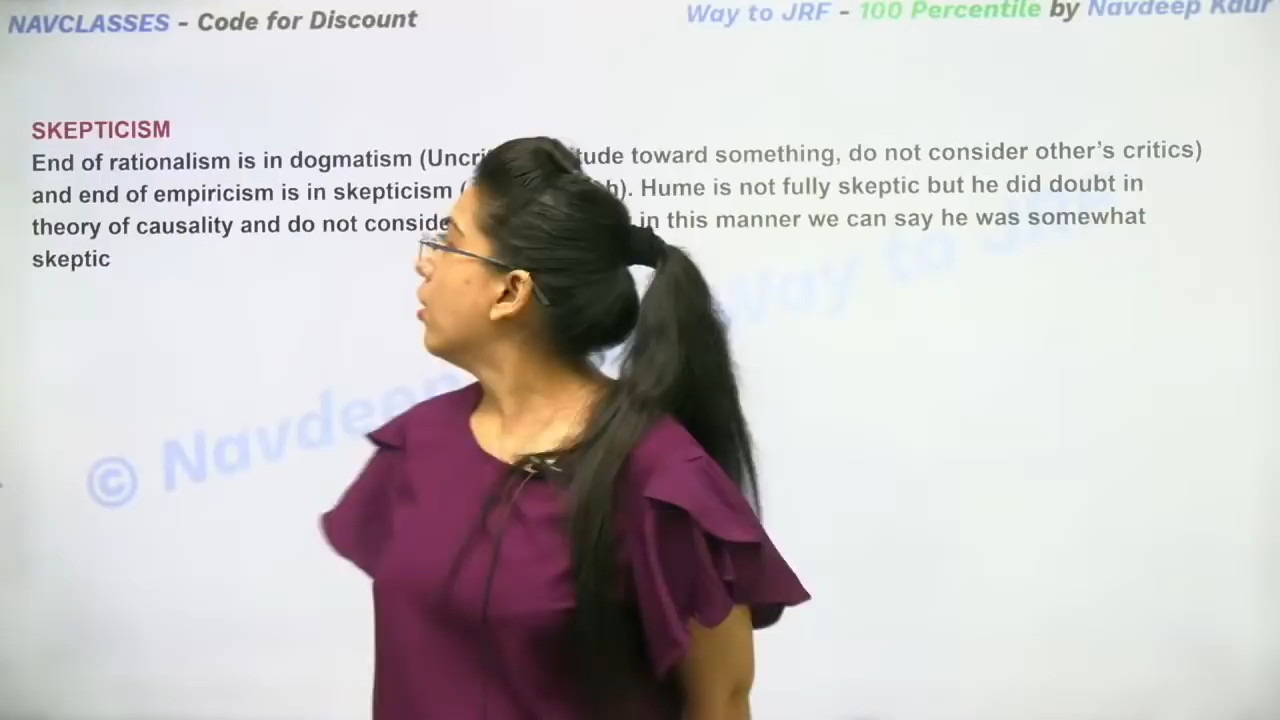 NAVCLASSES - Code for Discount
Way to JRF - 100 Percentile by Navdeep Kaur
SKEPTICISM
End of rationalism is in dogmatism (Uncri tude toward something, do not consider other's critics)
and end of empiricism is in skepticism ( h). Hume is not fully skeptic but he did doubt in
theory of causality and do not conside in this manner we can say he was somewhat
skeptic
© Navdeep Way to JRF